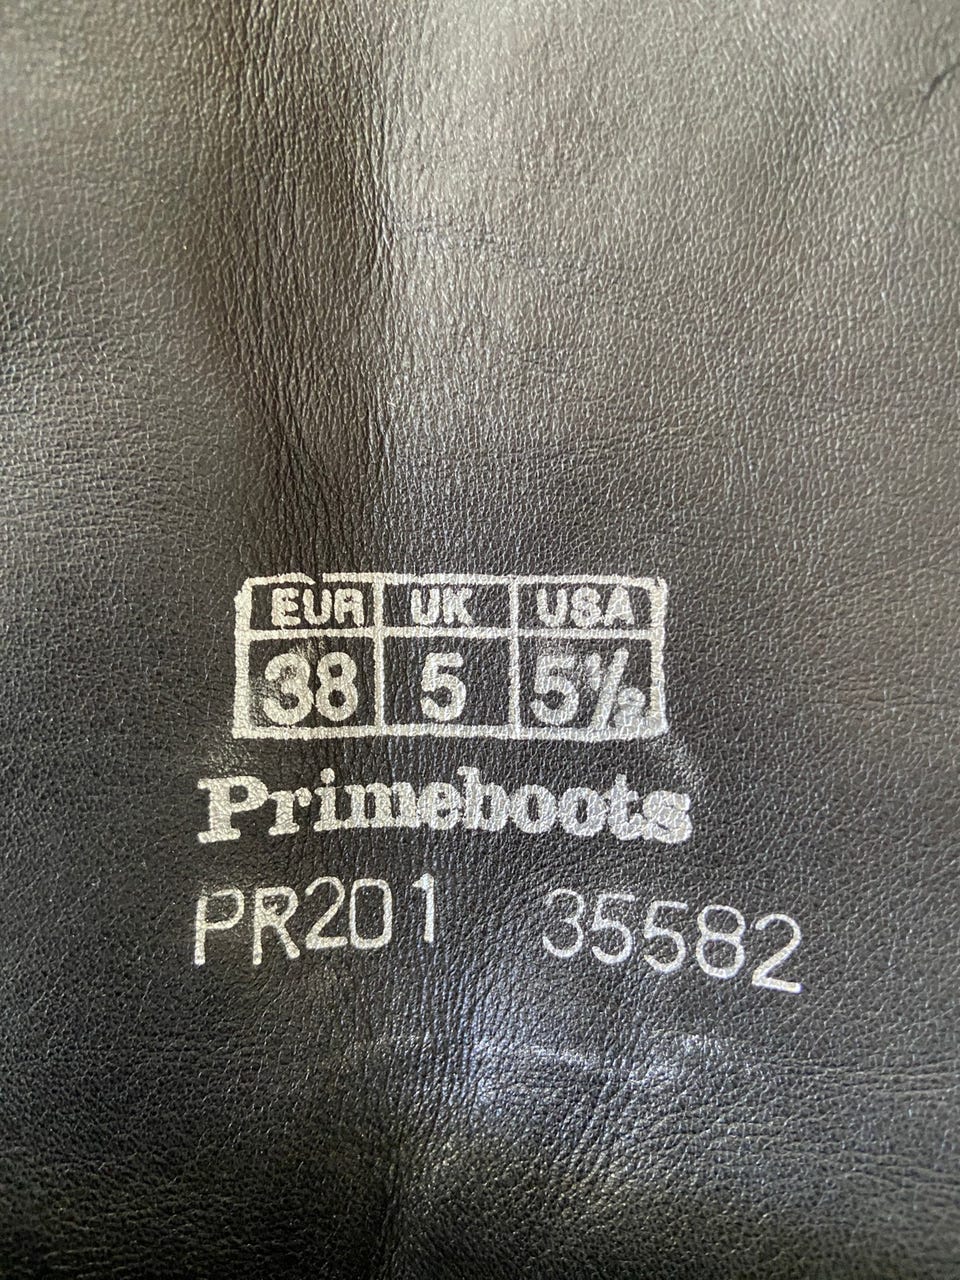 EUR UK USA
38 5 5½
Primeboots
PR201 35582